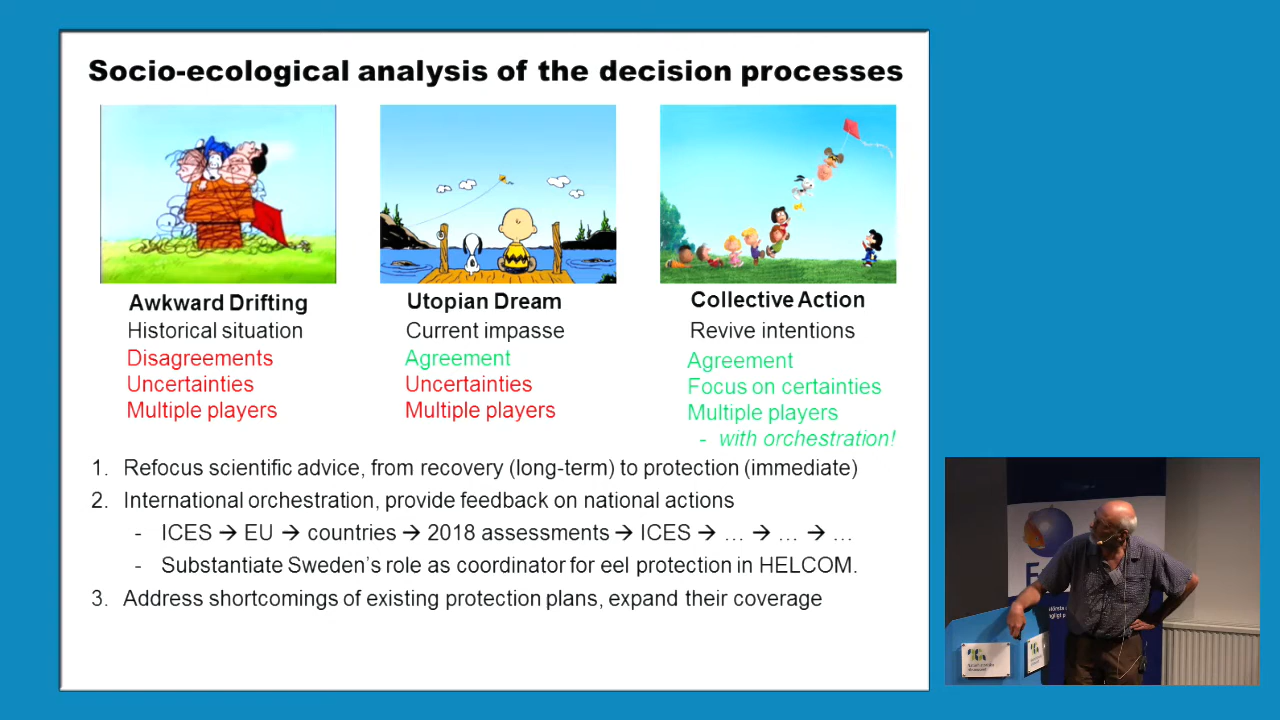 Socio-ecological analysis of the decision processes
Awkward Drifting
Historical situation
Disagreements
Uncertainties
Multiple players
Utopian Dream
Current impasse
Agreement
Uncertainties
Multiple players
Collective Action
Revive intentions
Agreement
Focus on certainties
Multiple players
- with orchestration!
1. Refocus scientific advice, from recovery (long-term) to protection (immediate)
2. International orchestration, provide feedback on national actions
- ICES → EU → countries → 2018 assessments → ICES → … → … → …
- Substantiate Sweden's role as coordinator for eel protection in HELCOM.
3. Address shortcomings of existing protection plans, expand their coverage